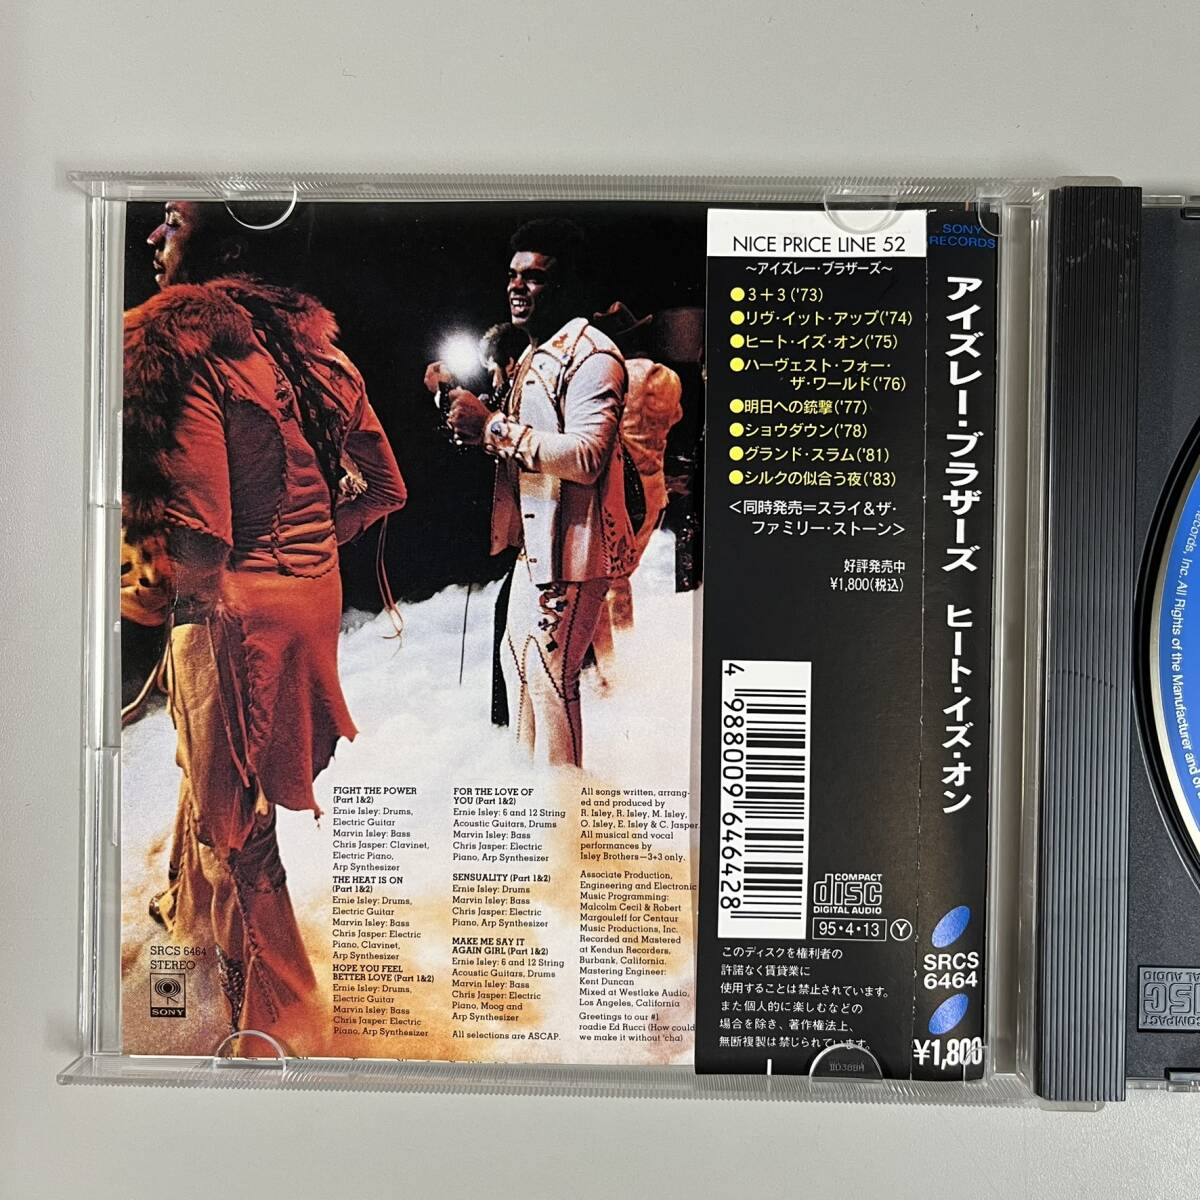 FIGHT THE POWER
(Part 1&2)
Ernie Isley: Drums,
Electric Guitar
Marvin Isley: Bass
Chris Jasper: Clavinet,
Electric Piano,
Arp Synthesizer
THE HEAT IS ON
(Part 1&2)
Ernie Isley: Drums,
Electric Guitar
Marvin Isley: Bass
Chris Jasper: Electric
Piano, Clavinet,
Arp Synthesizer
HOPE YOU FEEL
BETTER LOVE (Part 1&2)
Ernie Isley: Drums,
Electric Guitar
Marvin Isley: Bass
Chris Jasper: Electric
Piano, Arp Synthesizer
FOR THE LOVE OF
YOU (Part 1&2)
Ernie Isley: 6 and 12 String
Acoustic Guitars, Drums
Marvin Isley: Bass
Chris Jasper: Electric
Piano, Arp Synthesizer
SENSUALITY (Part 1&2)
Ernie Isley: Drums
Marvin Isley: Bass
Chris Jasper: Electric
Piano, Arp Synthesizer
MAKE ME SAY IT
AGAIN GIRL (Part 1&2)
Ernie Isley: 6 and 12 String
Acoustic Guitars, Drums
Marvin Isley: Bass
Chris Jasper: Electric
Piano, Moog and
Arp Synthesizer
All selections are ASCAP.
All songs written, arrang-
ed and produced by
R. Isley, R. Isley, M. Isley,
O. Isley, E. Isley & C. Jasper.
All musical and vocal
performances by
Isley Brothers—3+3 only.
Associate Production,
Engineering and Electronic
Music Programming:
Malcolm Cecil & Robert
Margouleff for Centaur
Music Productions, Inc.
Recorded and Mastered
at Kendun Recorders,
Burbank, California.
Mastering Engineer:
Kent Duncan
Mixed at Westlake Audio,
Los Angeles, California
Greetings to our #1
roadie Ed Rucci (How could
we make it without 'cha)
SRCS 6464
STEREO
SONY
NICE PRICE LINE 52
～アイズレー・ブラザーズ～
●3＋3('73)
●リヴ・イット・アップ('74)
●ヒート・イズ・オン('75)
●ハーヴェスト・フォー・
ザ・ワールド('76)
●明日への銃撃('77)
●ショウダウン('78)
●グランド・スラム('81)
●シルクの似合う夜('83)
＜同時発売＝スライ＆ザ・
ファミリー・ストーン＞
好評発売中
¥1,800(税込)
4 988009 646428
COMPACT
disc
DIGITAL AUDIO
95・4・13 Y
このディスクを権利者の
許諾なく賃貸業に
使用することは禁止されています。
また個人的に楽しむなどの
場合を除き、著作権法上、
無断複製は禁じられています。
SONY
RECORDS
アイズレー・ブラザーズ ヒート・イズ・オン
SRCS
6464
¥1,800
ecords, Inc. All Rights of the Manufacturer and of